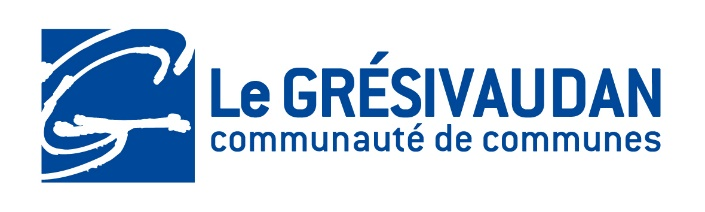 Le GRÉSIVAUDAN
communauté de communes